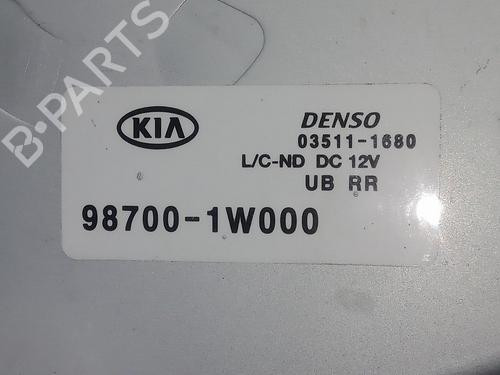 B-PARTS
KIA
DENSO
03511-1680
L/C-ND DC 12V
UB RR
98700-1W000